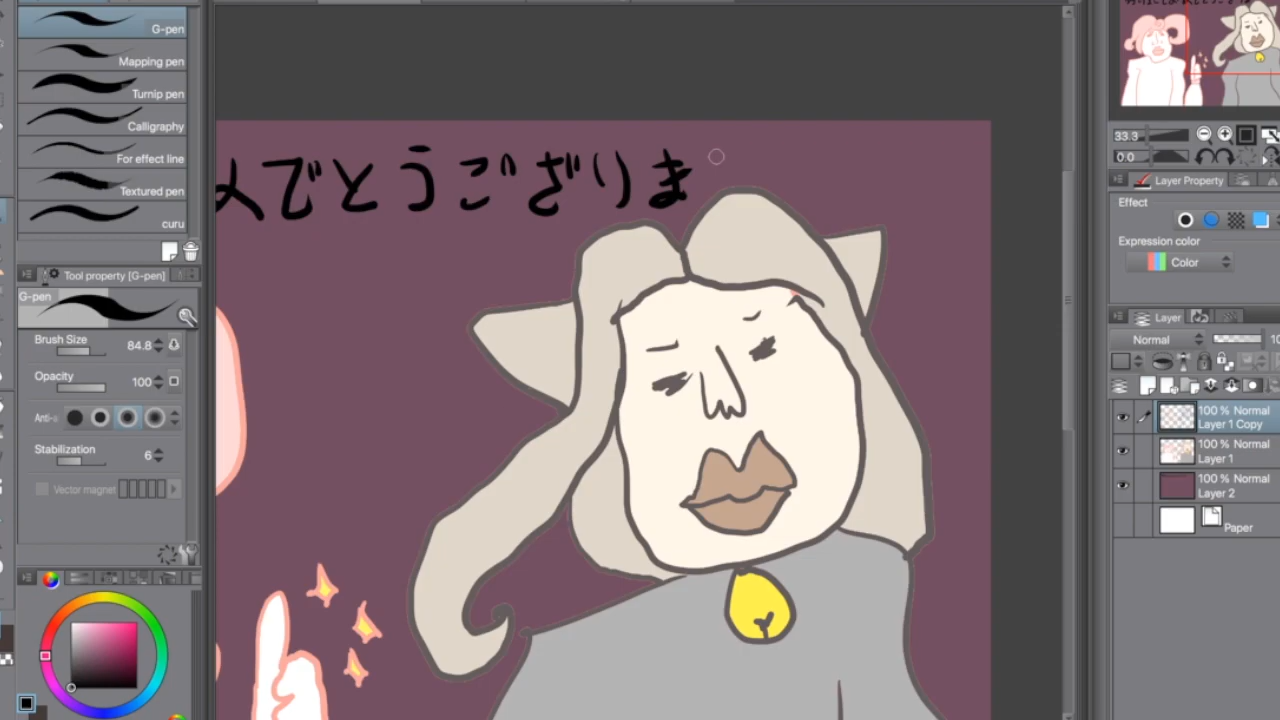 G-pen
Mapping pen
Turnip pen
Calligraphy
For effect line
Textured pen
curu
Tool property [G-pen]
G-pen
Brush Size 84.8
Opacity 100
Anti-
Stabilization 6
Vector magnet
でとうござりま
33.3
0.0
Layer Property
Effect
Expression color
Color
Layer
Normal
100 % Normal
Layer 1 Copy
100 % Normal
Layer 1
100 % Normal
Layer 2
Paper